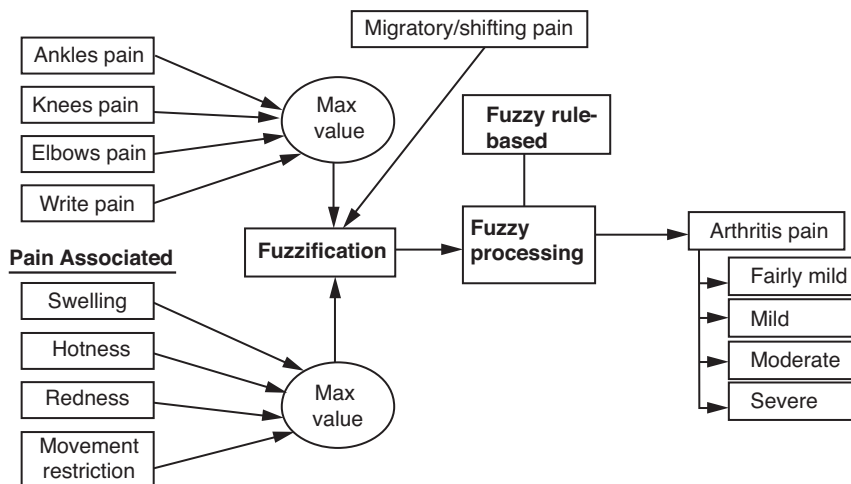 Migratory/shifting pain
Ankles pain
Knees pain
Elbows pain
Write pain
Max
value
Fuzzy rule-
based
Fuzzification
Fuzzy
processing
Arthritis pain
Fairly mild
Mild
Moderate
Severe
Pain Associated
Swelling
Hotness
Redness
Movement
restriction
Max
value